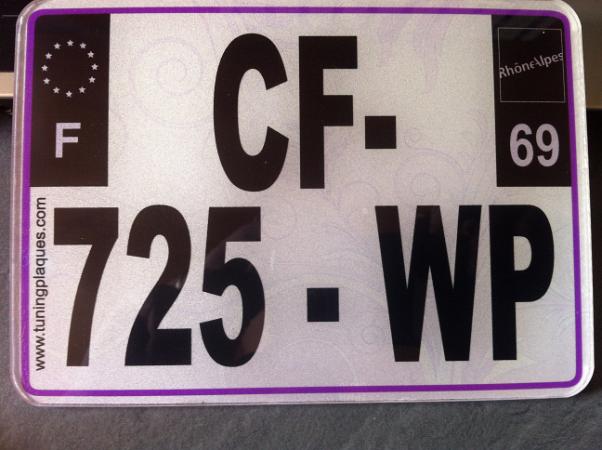 CF-
RhôneAlpes
F
69
725-WP
www.tuningplaques.com